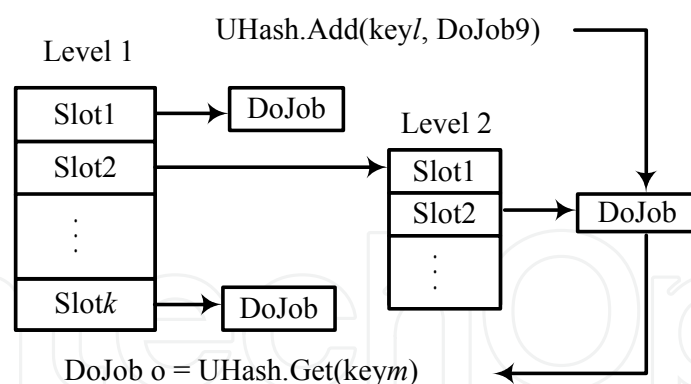 UHash.Add(keyl, DoJob9)
Level 1
Slot1
DoJob
Level 2
Slot2
Slot1
Slot2
DoJob
Slotk
DoJob
DoJob o = UHash.Get(keym)